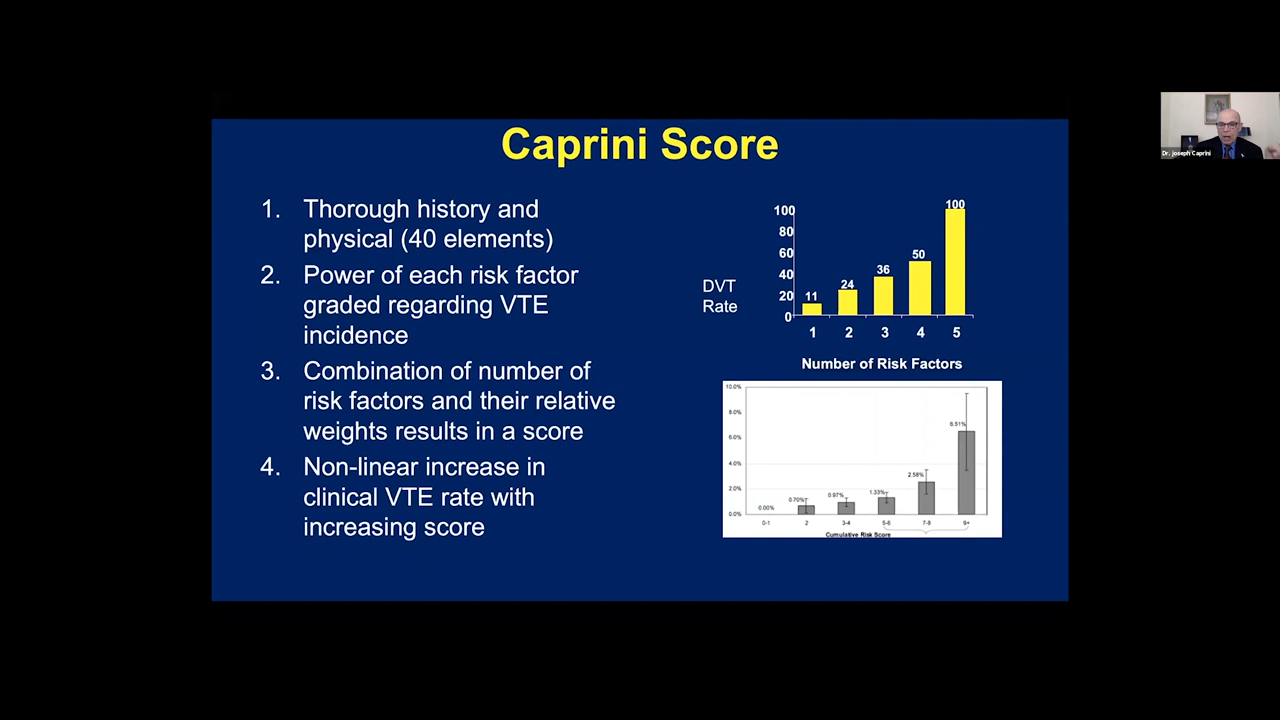 Caprini Score
1. Thorough history and
physical (40 elements)
2. Power of each risk factor
graded regarding VTE
incidence
3. Combination of number of
risk factors and their relative
weights results in a score
4. Non-linear increase in
clinical VTE rate with
increasing score
DVT
Rate
100
80
60
40
20
0
11
24
36
50
100
1 2 3 4 5
Number of Risk Factors
10.0%
8.0%
6.0%
4.0%
2.0%
0.0%
0.00%
0.70%
0.97%
1.33%
2.58%
6.51%
0-1 2 3-4 5-6 7-8 9+
Cumulative Risk Score
Dr. joseph Caprini